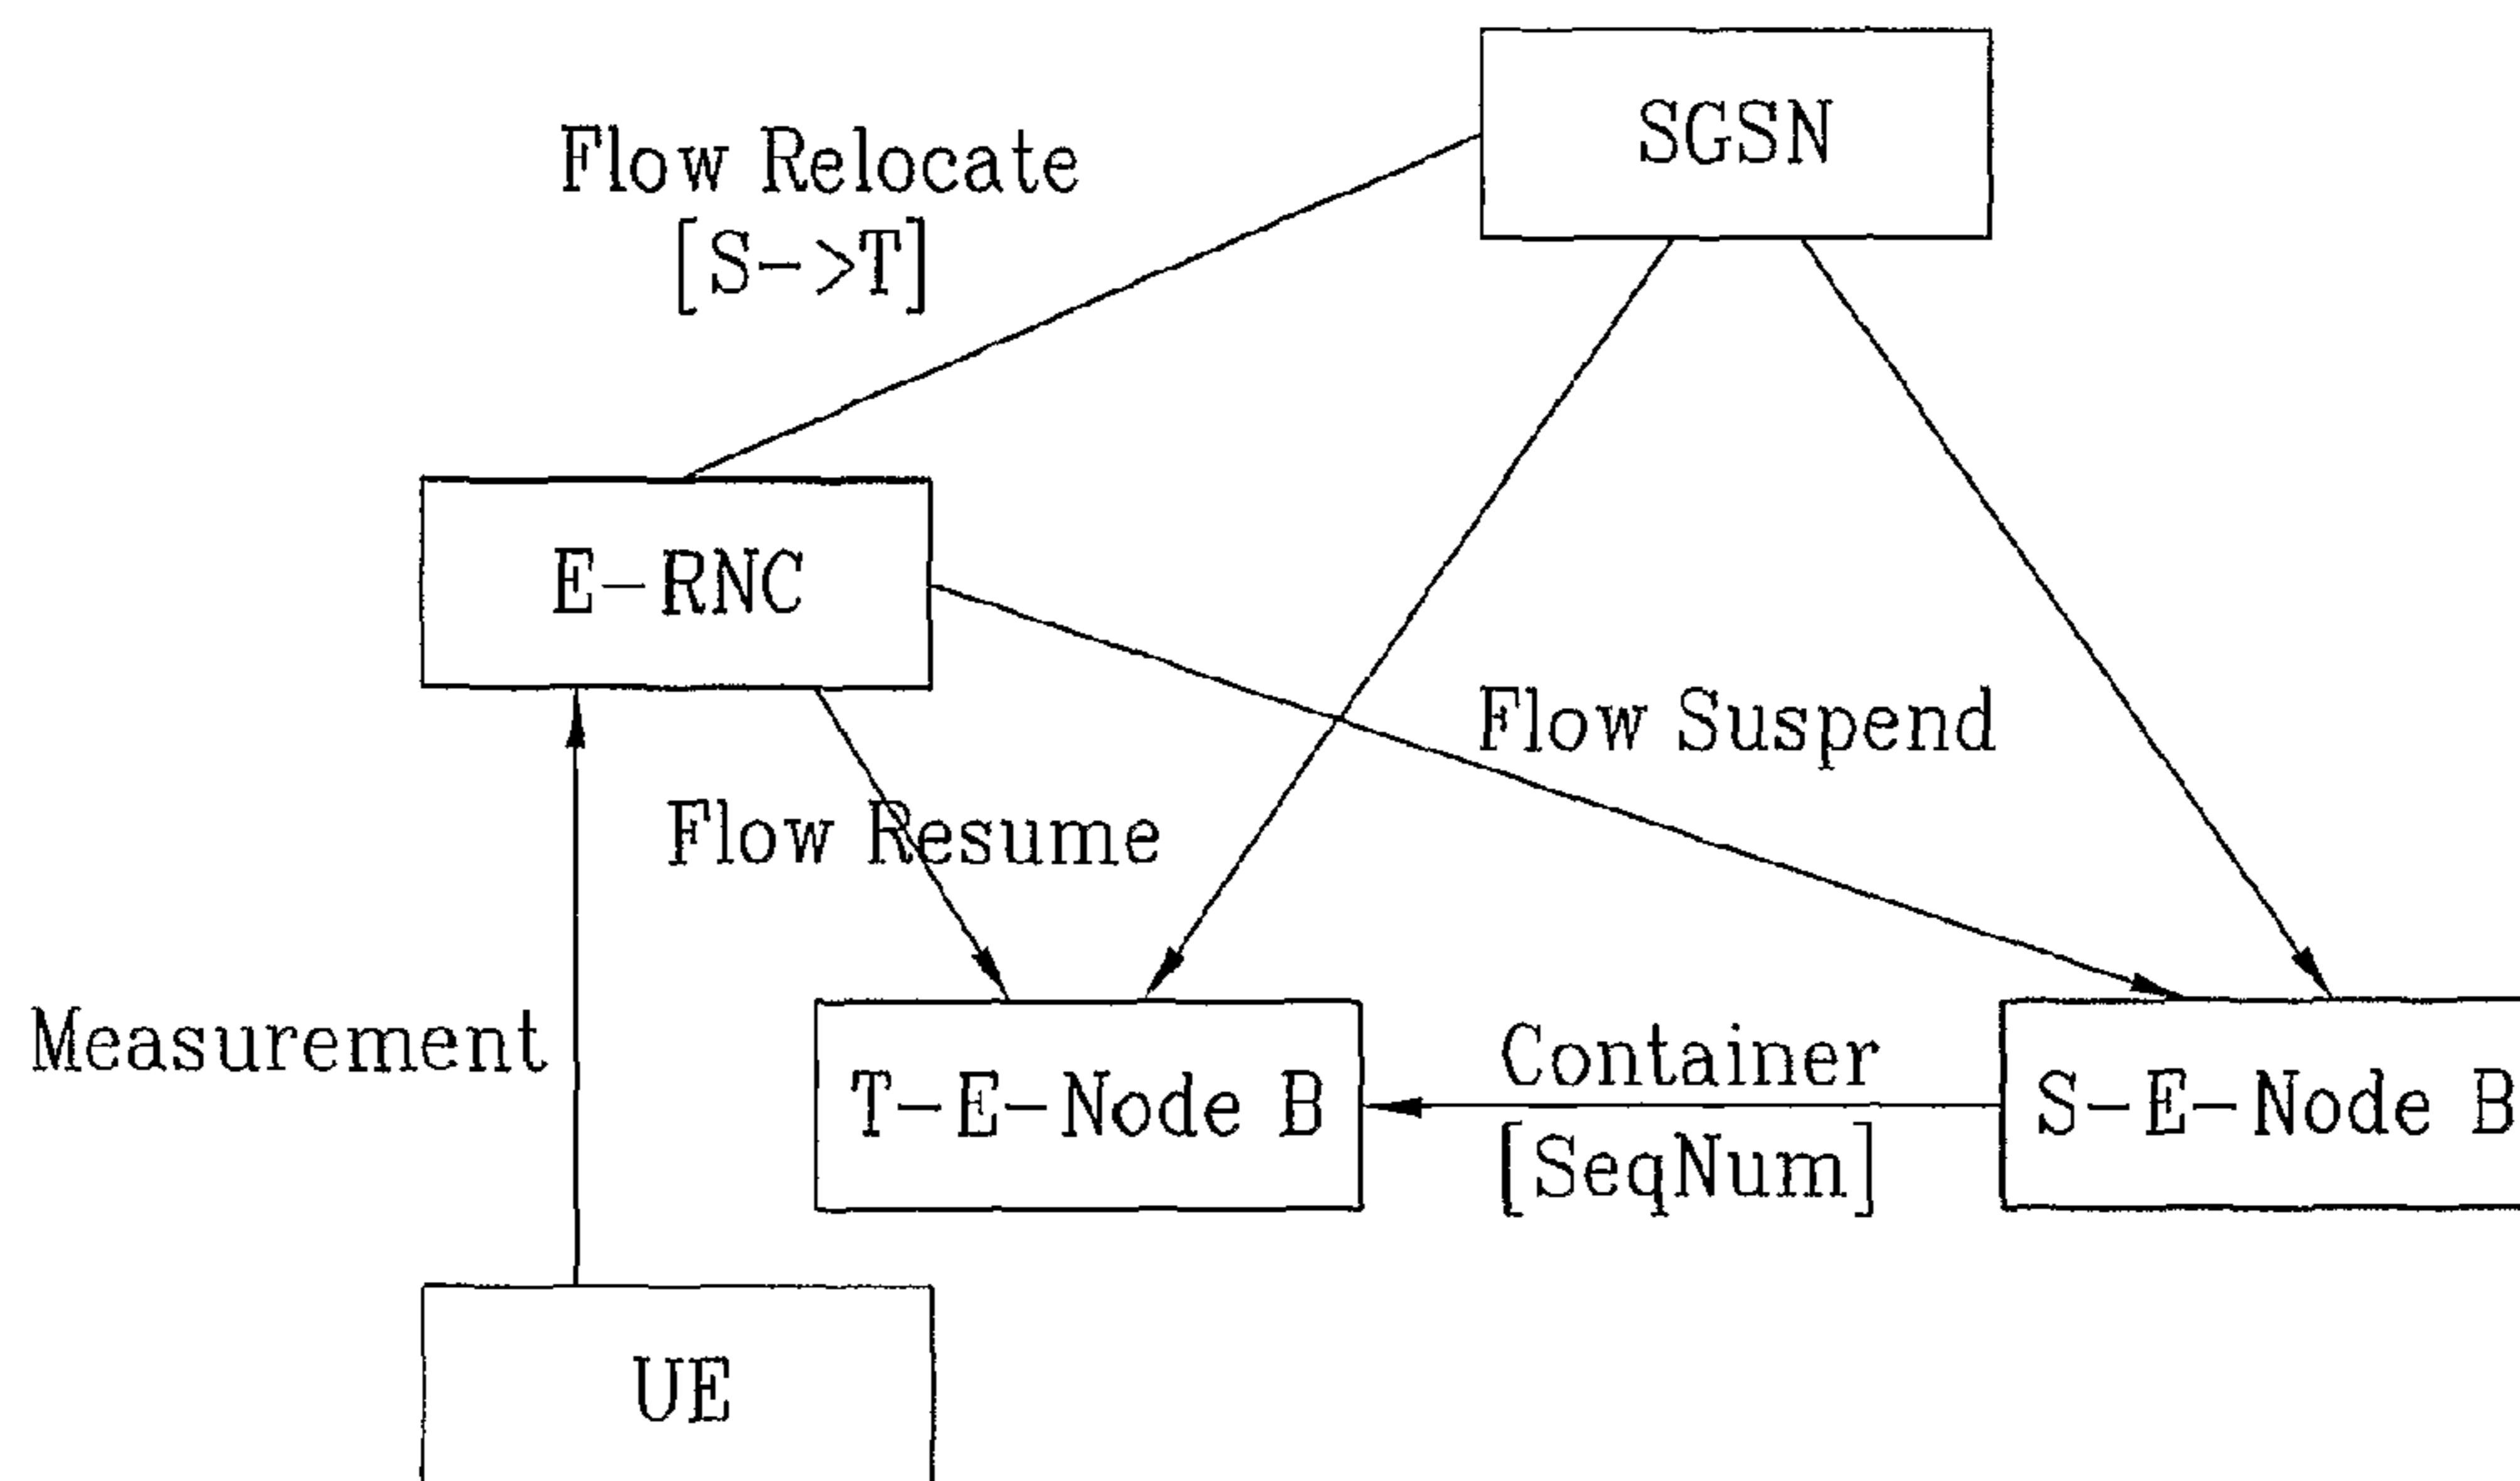 SGSN
Flow Relocate
[S->T]
E-RNC
Flow Suspend
Flow Resume
Measurement
Container
T-E-Node B
S-E-Node B
[SeqNum]
UE